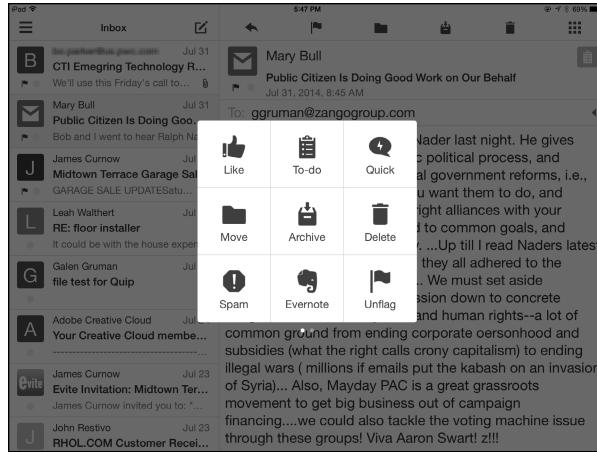 iPad
5:47 PM
69%
Inbox
Jul 31
CTI Emegring Technology R...
We'll use this Friday's call to...
Mary Bull
Jul 31
Public Citizen Is Doing Goo...
Bob and I went to hear Ralph Na
James Curnow
Jul
Midtown Terrace Garage Sal
GARAGE SALE UPDATESatu...
Leah Walthert
Jul
RE: floor installer
It could be with the house expen
Galen Gruman
Jul
file test for Quip
Adobe Creative Cloud
Jul
Your Creative Cloud membe...
James Curnow
Jul 23
Evite Invitation: Midtown Ter...
James Curnow invited you to: "...
John Restivo
Jul 23
RHOL.COM Customer Recei...
B
J
L
G
A
evite
J
Mary Bull
Public Citizen Is Doing Good Work on Our Behalf
Jul 31, 2014, 8:45 AM
To: ggruman@zangogroup.com
Nader last night. He gives
c political process, and
al government reforms, i.e.,
u want them to do, and
right alliances with your
d to common goals, and
. ...Up till I read Naders latest
they all adhered to the
.. We must set aside
ssion down to concrete
and human rights--a lot of
common ground from ending corporate oersonhood and
subsidies (what the right calls crony capitalism) to ending
illegal wars ( millions if emails put the kabash on an invasion
of Syria)... Also, Mayday PAC is a great grassroots
movement to get big business out of campaign
financing....we could also tackle the voting machine issue
through these groups! Viva Aaron Swart! z!!!
Like
To-do
Quick
Move
Archive
Delete
Spam
Evernote
Unflag